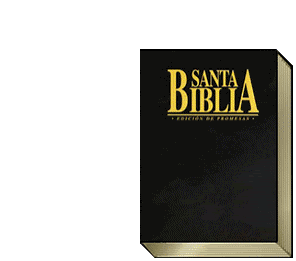 SANTA
BIBLIA
• EDICIÓN DE PROMESAS •